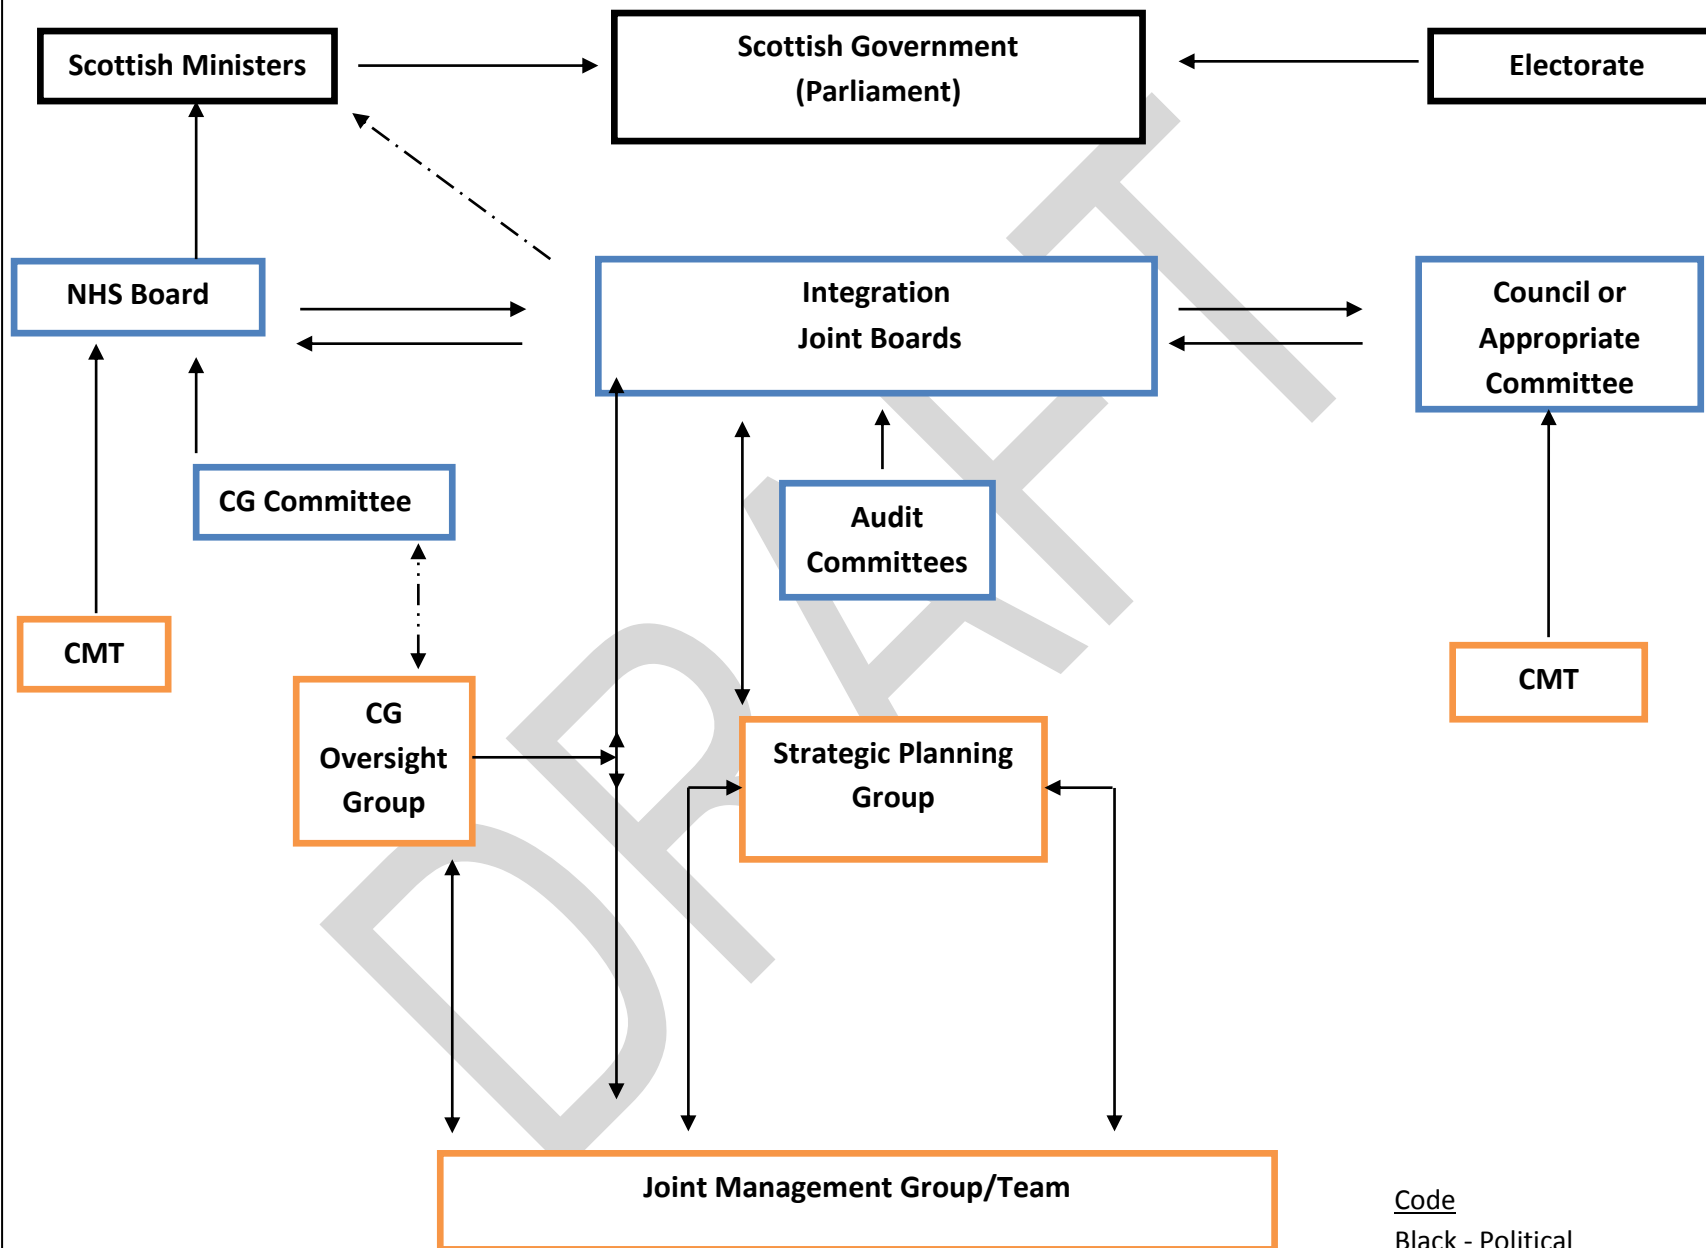 Scottish Ministers
Scottish Government
(Parliament)
Electorate
NHS Board
Integration
Joint Boards
Council or
Appropriate
Committee
CG Committee
Audit
Committees
CMT
CG
Oversight
Group
Strategic Planning
Group
CMT
Joint Management Group/Team
Code
Black - Political
DRAFT